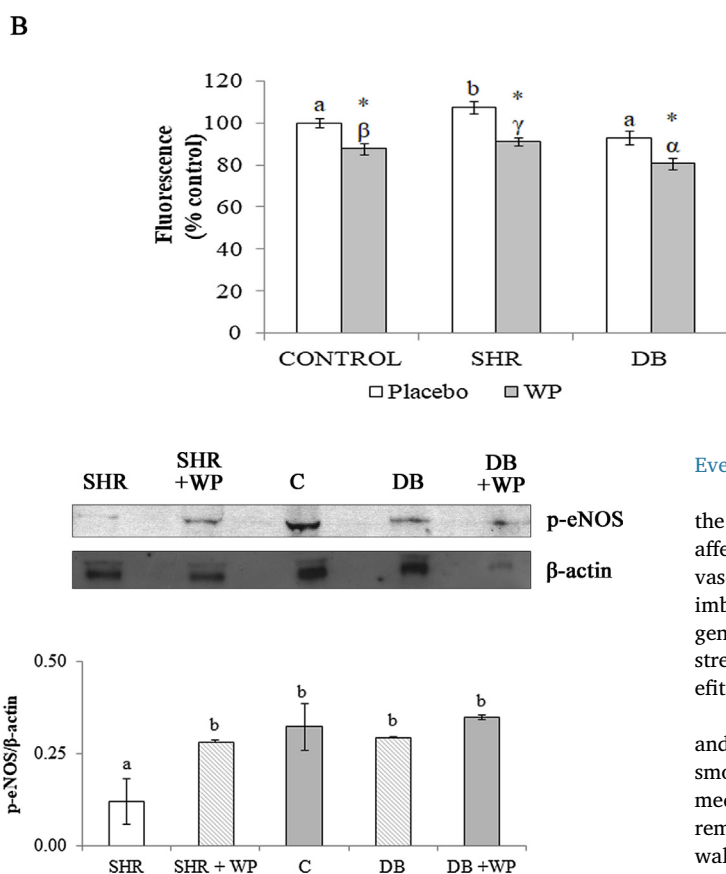 B
120
100
80
60
40
20
0
Fluorescence
(% control)
a * β
b * γ
a * α
CONTROL SHR DB
Placebo WP
SHR SHR +WP C DB DB +WP
p-eNOS
β-actin
0.50
0.25
0.00
p-eNOS/β-actin
a b b b b
SHR SHR + WP C DB DB +WP
Eve
the
affe
vas
imb
gen
stre
efit
and
smo
med
rem
wal